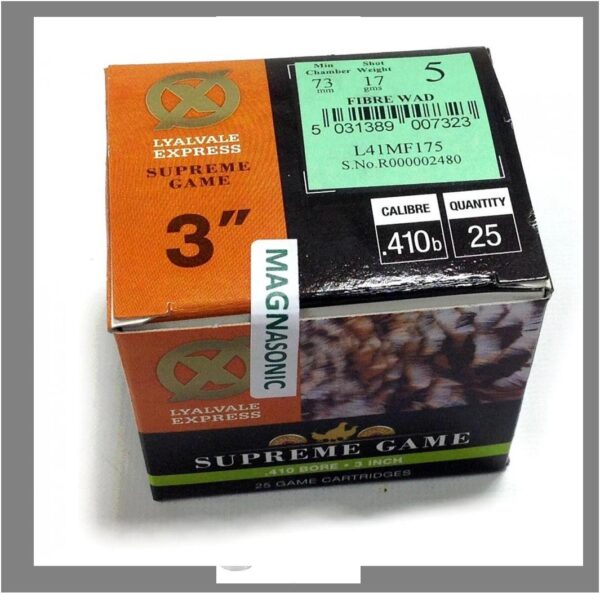 LYALVALE
EXPRESS
SUPREME
GAME
3"
Min
Chamber
73
mm
Shot
Weight
17
gms
5
FIBRE WAD
5 031389 007323
L41MF175
S.No.R000002480
CALIBRE
.410b
QUANTITY
25
MAGNASONIC
LYALVALE
EXPRESS
SUPREME GAME
.410 BORE • 3 INCH
25 GAME CARTRIDGES